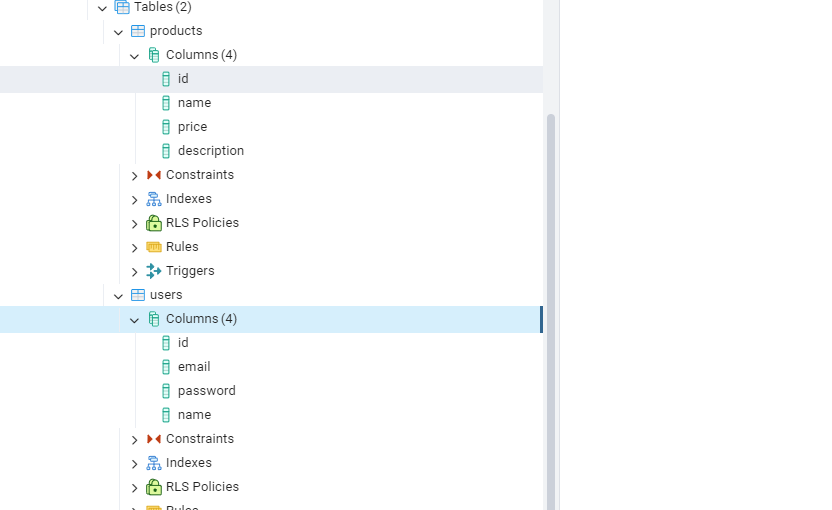 Tables (2)
products
Columns (4)
id
name
price
description
Constraints
Indexes
RLS Policies
Rules
Triggers
users
Columns (4)
id
email
password
name
Constraints
Indexes
RLS Policies
Rules